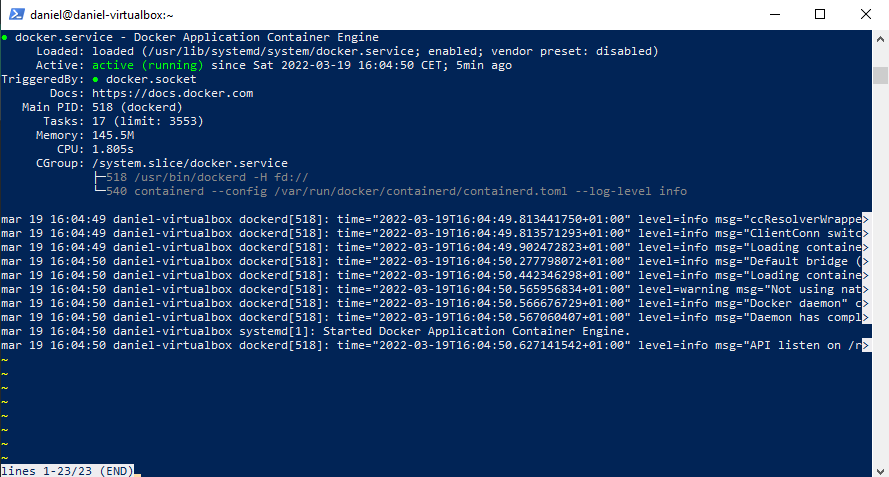 daniel@daniel-virtualbox:~
● docker.service - Docker Application Container Engine
     Loaded: loaded (/usr/lib/systemd/system/docker.service; enabled; vendor preset: disabled)
     Active: active (running) since Sat 2022-03-19 16:04:50 CET; 5min ago
TriggeredBy: ● docker.socket
       Docs: https://docs.docker.com
   Main PID: 518 (dockerd)
      Tasks: 17 (limit: 3553)
     Memory: 145.5M
        CPU: 1.805s
     CGroup: /system.slice/docker.service
             ├─518 /usr/bin/dockerd -H fd://
             └─540 containerd --config /var/run/docker/containerd/containerd.toml --log-level info
mar 19 16:04:49 daniel-virtualbox dockerd[518]: time="2022-03-19T16:04:49.813441750+01:00" level=info msg="ccResolverWrappe>
mar 19 16:04:49 daniel-virtualbox dockerd[518]: time="2022-03-19T16:04:49.813571293+01:00" level=info msg="ClientConn switc>
mar 19 16:04:49 daniel-virtualbox dockerd[518]: time="2022-03-19T16:04:49.902472823+01:00" level=info msg="Loading containe>
mar 19 16:04:50 daniel-virtualbox dockerd[518]: time="2022-03-19T16:04:50.277798072+01:00" level=info msg="Default bridge (>
mar 19 16:04:50 daniel-virtualbox dockerd[518]: time="2022-03-19T16:04:50.442346298+01:00" level=info msg="Loading containe>
mar 19 16:04:50 daniel-virtualbox dockerd[518]: time="2022-03-19T16:04:50.565956834+01:00" level=warning msg="Not using nat>
mar 19 16:04:50 daniel-virtualbox dockerd[518]: time="2022-03-19T16:04:50.566676729+01:00" level=info msg="Docker daemon" c>
mar 19 16:04:50 daniel-virtualbox dockerd[518]: time="2022-03-19T16:04:50.567060407+01:00" level=info msg="Daemon has compl>
mar 19 16:04:50 daniel-virtualbox systemd[1]: Started Docker Application Container Engine.
mar 19 16:04:50 daniel-virtualbox dockerd[518]: time="2022-03-19T16:04:50.627141542+01:00" level=info msg="API listen on /r>
~
~
~
~
~
~
~
~
lines 1-23/23 (END)